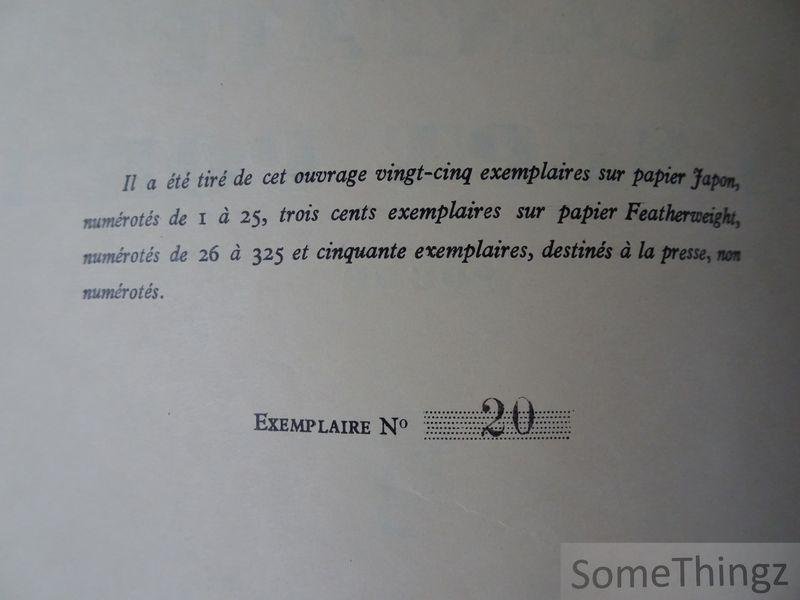 Il a été tiré de cet ouvrage vingt-cinq exemplaires sur papier Japon,
numérotés de 1 à 25, trois cents exemplaires sur papier Featherweight,
numérotés de 26 à 325 et cinquante exemplaires, destinés à la presse, non
numérotés.
EXEMPLAIRE Nº 20
SomeThingz